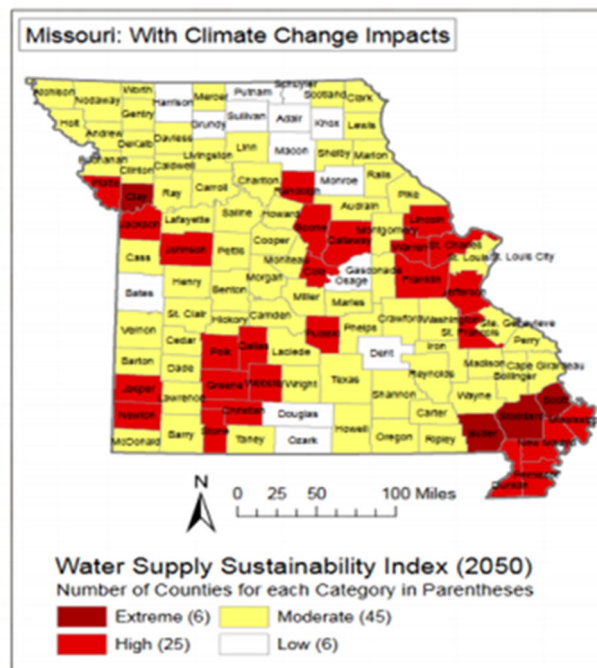 Missouri: With Climate Change Impacts
Atchison
Nodaway
Worth
Harrison
Mercer
Putnam
Schuyler
Scotland
Clark
Holt
Andrew
Gentry
Grundy
Sullivan
Adair
Knox
Lewis
DeKalb
Daviess
Livingston
Linn
Macon
Shelby
Marion
Buchanan
Clinton
Caldwell
Platte
Clay
Ray
Carroll
Chariton
Randolph
Monroe
Ralls
Pike
Jackson
Lafayette
Saline
Howard
Boone
Audrain
Callaway
Montgomery
Lincoln
Warren
St. Charles
St. Louis
St. Louis City
Cass
Johnson
Pettis
Cooper
Moniteau
Cole
Osage
Gasconade
Franklin
Jefferson
Bates
Henry
Benton
Morgan
Miller
Maries
Vernon
St. Clair
Hickory
Camden
Pulaski
Phelps
Crawford
Washington
St. Francis
Ste. Genevieve
Perry
Barton
Cedar
Polk
Dallas
Laclede
Dent
Iron
Reynolds
Madison
Cape Girardeau
Bollinger
Dade
Jasper
Greene
Webster
Wright
Texas
Shannon
Wayne
Scott
Newton
Lawrence
Christian
Douglas
Carter
Butler
Stoddard
Mississippi
McDonald
Barry
Stone
Taney
Ozark
Howell
Oregon
Ripley
New Madrid
Pemiscot
Dunklin
N
0 25 50 100 Miles
Water Supply Sustainability Index (2050)
Number of Counties for each Category in Parentheses
Extreme (6) Moderate (45)
High (25) Low (6)